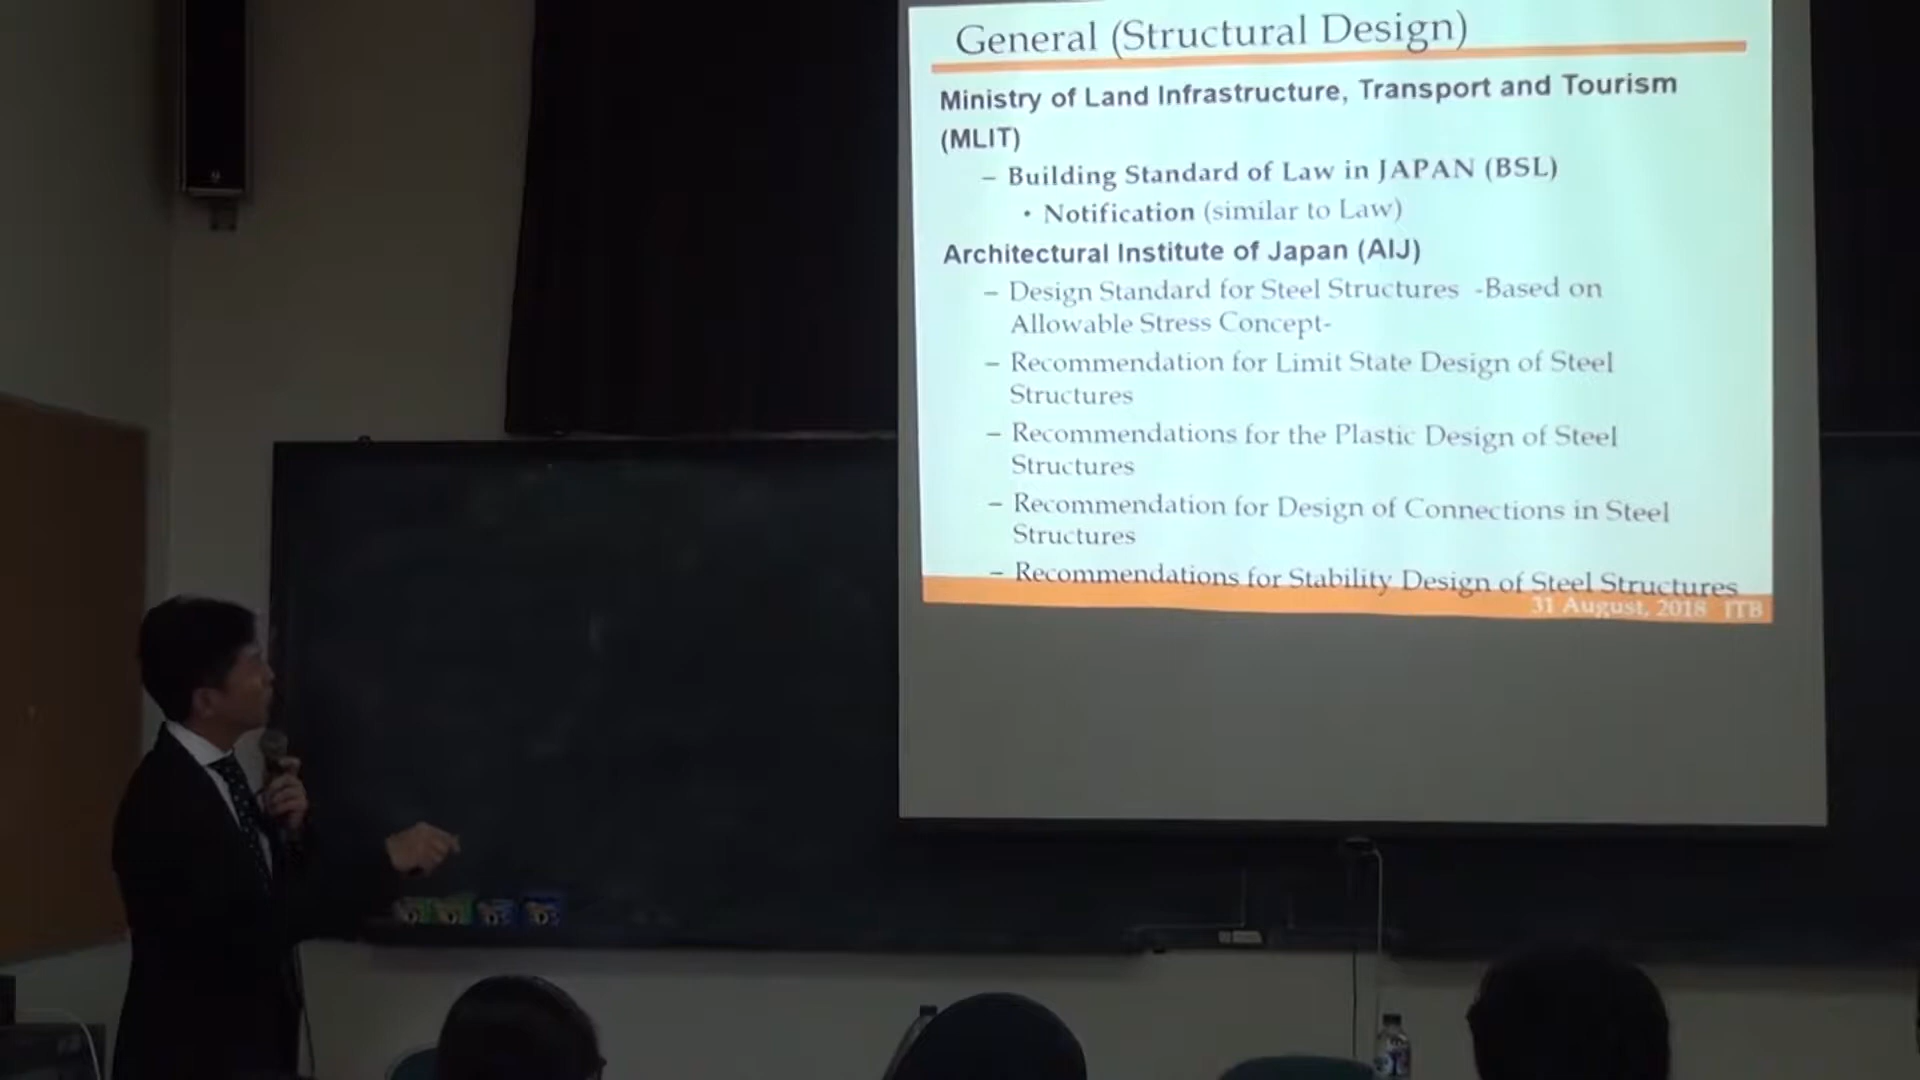 General (Structural Design)
Ministry of Land Infrastructure, Transport and Tourism
(MLIT)
– Building Standard of Law in JAPAN (BSL)
• Notification (similar to Law)
Architectural Institute of Japan (AIJ)
– Design Standard for Steel Structures -Based on
Allowable Stress Concept-
– Recommendation for Limit State Design of Steel
Structures
– Recommendations for the Plastic Design of Steel
Structures
– Recommendation for Design of Connections in Steel
Structures
– Recommendations for Stability Design of Steel Structures
31 August, 2018 ITB